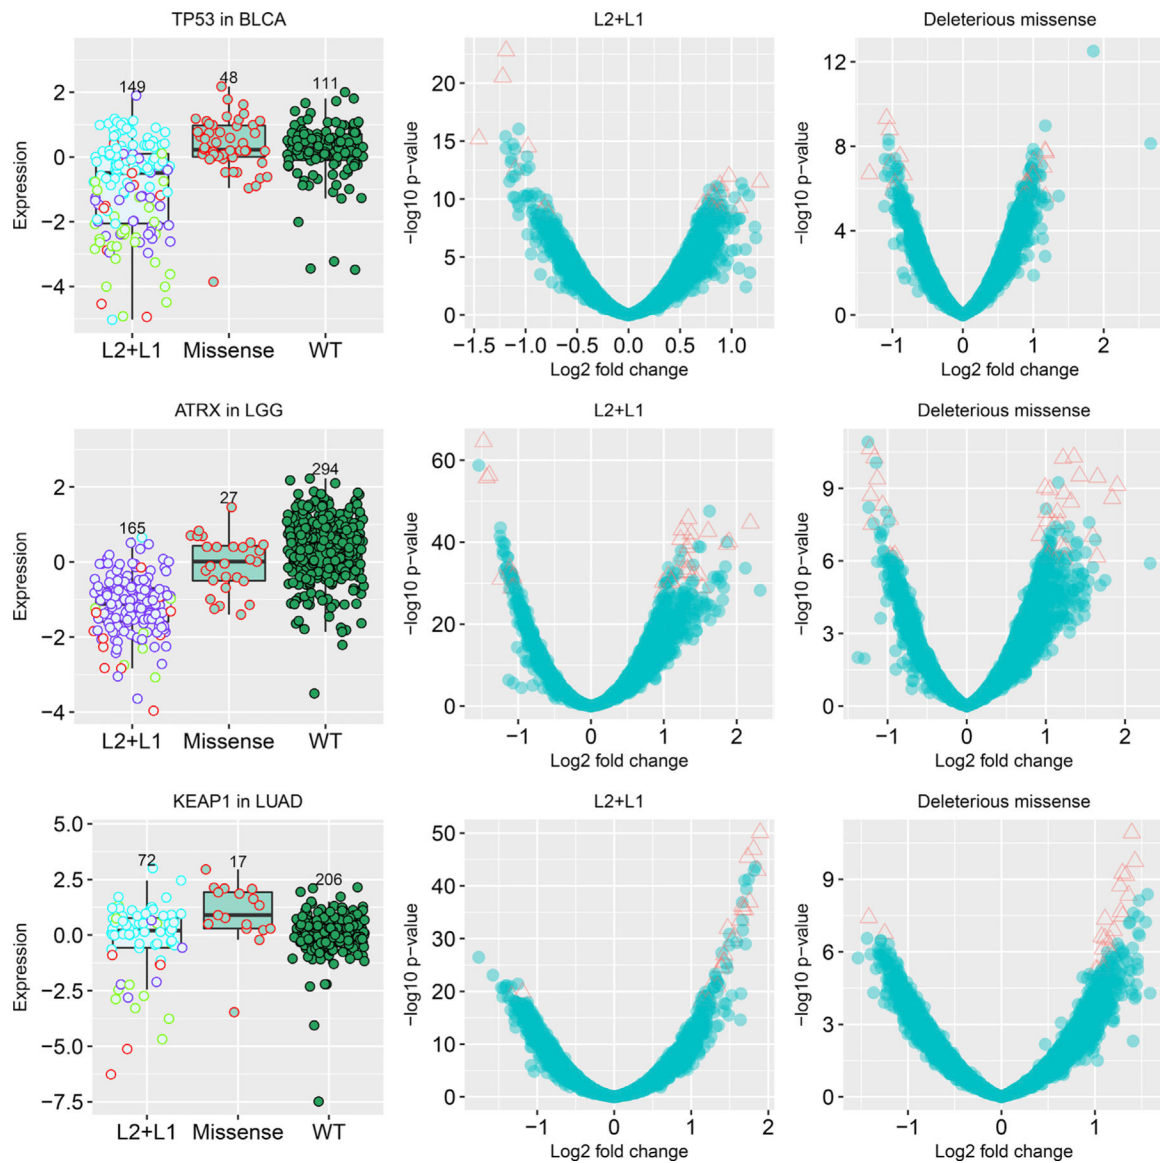 TP53 in BLCA
L2+L1
Deleterious missense
Expression
2
0
−2
−4
149
48
111
L2+L1
Missense
WT
−log10 p−value
20
15
10
5
0
−1.5
−1.0
−0.5
0.0
0.5
1.0
Log2 fold change
−log10 p−value
12
8
4
0
−1
0
1
2
Log2 fold change
ATRX in LGG
L2+L1
Deleterious missense
Expression
2
0
−2
−4
165
27
294
L2+L1
Missense
WT
−log10 p−value
60
40
20
0
−1
0
1
2
Log2 fold change
−log10 p−value
9
6
3
0
−1
0
1
2
Log2 fold change
KEAP1 in LUAD
L2+L1
Deleterious missense
Expression
5.0
2.5
0.0
−2.5
−5.0
−7.5
72
17
206
L2+L1
Missense
WT
−log10 p−value
50
40
30
20
10
0
−1
0
1
2
Log2 fold change
−log10 p−value
9
6
3
0
−1
0
1
Log2 fold change